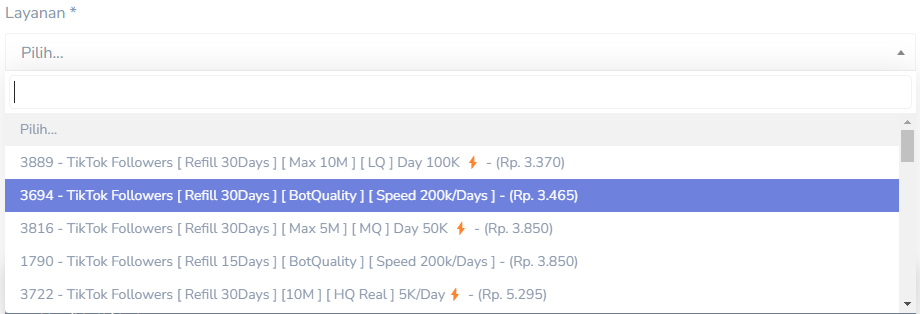 Layanan *
Pilih...
Pilih...
3889 - TikTok Followers [ Refill 30Days ] [ Max 10M ] [ LQ ] Day 100K ⚡ - (Rp. 3.370)
3694 - TikTok Followers [ Refill 30Days ] [ BotQuality ] [ Speed 200k/Days ] - (Rp. 3.465)
3816 - TikTok Followers [ Refill 30Days ] [ Max 5M ] [ MQ ] Day 50K ⚡ - (Rp. 3.850)
1790 - TikTok Followers [ Refill 15Days ] [ BotQuality ] [ Speed 200k/Days ] - (Rp. 3.850)
3722 - TikTok Followers [ Refill 30Days ] [10M ] [ HQ Real ] 5K/Day ⚡ - (Rp. 5.295)